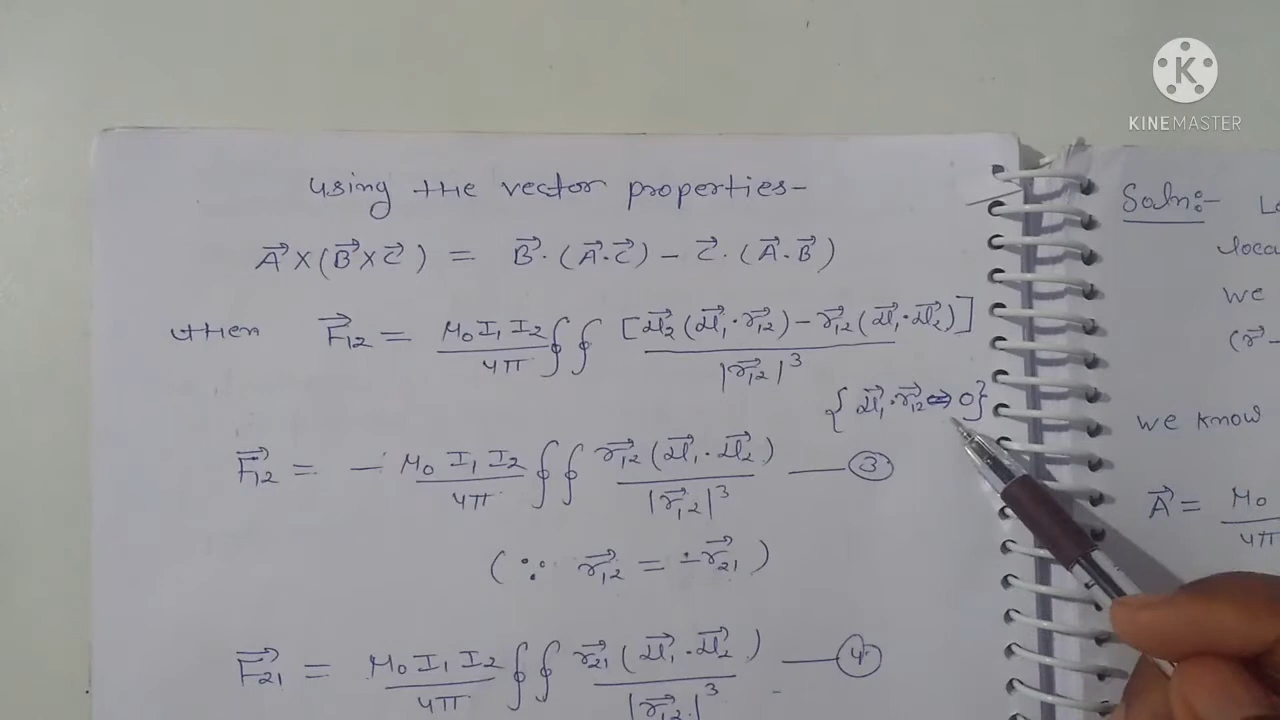 K
KINEMASTER
using the vector properties-
A⃗ X (B⃗ X C⃗) = B⃗ · (A⃗ · C⃗) - C⃗ · (A⃗ · B⃗)
then F⃗₁₂ = μ₀ I₁ I₂ / 4π ∮ ∮ [dl⃗₂ (dl⃗₁ · r⃗₁₂) - r⃗₁₂ (dl⃗₁ · dl⃗₂)] / |r⃗₁₂|³
{ dl⃗₁ · r⃗₁₂ ⇒ 0 }
F⃗₁₂ = - μ₀ I₁ I₂ / 4π ∮ ∮ r⃗₁₂ (dl⃗₁ · dl⃗₂) / |r⃗₁₂|³ — ③
(∵ r⃗₁₂ = - r⃗₂₁)
F⃗₂₁ = μ₀ I₁ I₂ / 4π ∮ ∮ r⃗₂₁ (dl⃗₁ · dl⃗₂) / |r⃗₁₂|³ — ④
Soln:-
we
(r⃗ -
we know
A⃗ = μ₀ / 4π